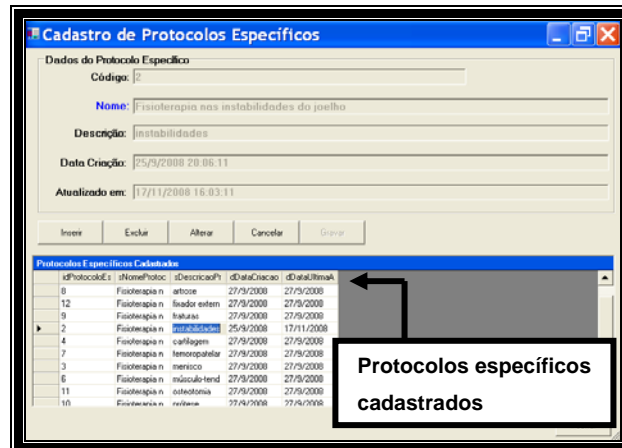 Cadastro de Protocolos Específicos
Dados do Protocolo Específico
Código: 2
Nome: Fisioterapia nas instabilidades do joelho
Descrição: instabilidades
Data Criação: 25/9/2008 20:06:11
Atualizado em: 17/11/2008 16:03:11
Inserir Excluir Alterar Cancelar Gravar
Protocolos Específicos Cadastrados
idProtocoloEs sNomeProtoc sDescricaoPr dDataCriacao dDataUltimaA
8 Fisioterapia n artrose 27/9/2008 27/9/2008
12 Fisioterapia n fixador extern 27/9/2008 27/9/2008
9 Fisioterapia n fraturas 27/9/2008 27/9/2008
2 Fisioterapia n instabilidades 25/9/2008 17/11/2008
4 Fisioterapia n cartilagem 27/9/2008 27/9/2008
7 Fisioterapia n femoropatelar 27/9/2008 27/9/2008
3 Fisioterapia n menisco 27/9/2008 27/9/2008
6 Fisioterapia n músculo-tend 27/9/2008 27/9/2008
11 Fisioterapia n osteotomia 27/9/2008 27/9/2008
10 Fisioterapia n prótese 27/9/2008 27/9/2008
Protocolos específicos
cadastrados